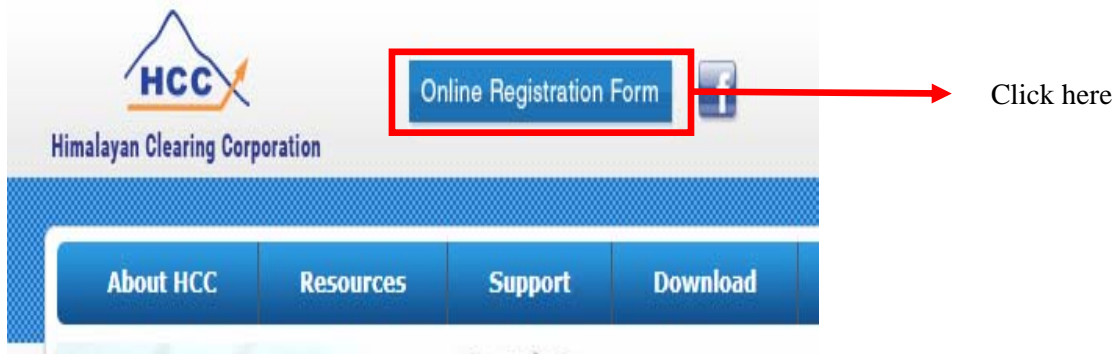 HCC
Himalayan Clearing Corporation
Online Registration Form
f
Click here
About HCC
Resources
Support
Download